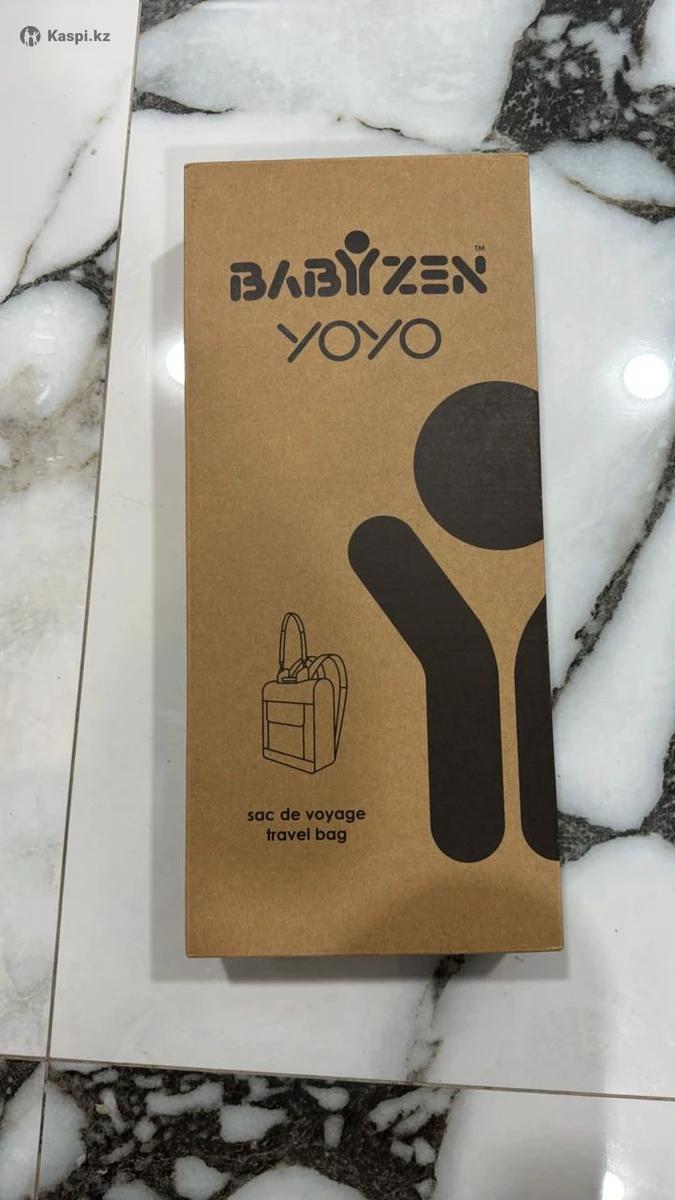 Kaspi.kz
BABYZEN™
YOYO
sac de voyage
travel bag